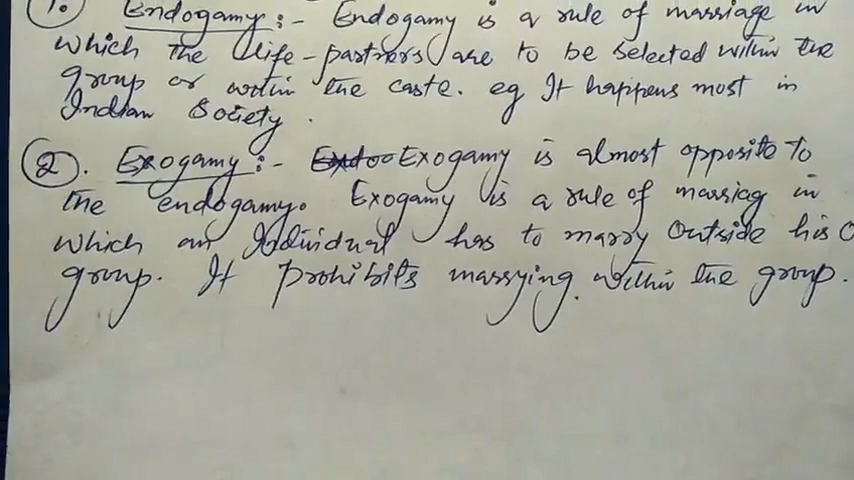 1. Endogamy :- Endogamy is a rule of marriage in
which the life-partners are to be selected within the
group or within the caste. eg It happens most in
Indian Society.
2. Exogamy :- Exogamy is almost opposite to
the endogamy. Exogamy is a rule of marriag in
which an Individual has to marry outside his
group. It prohibits marrying within the group.